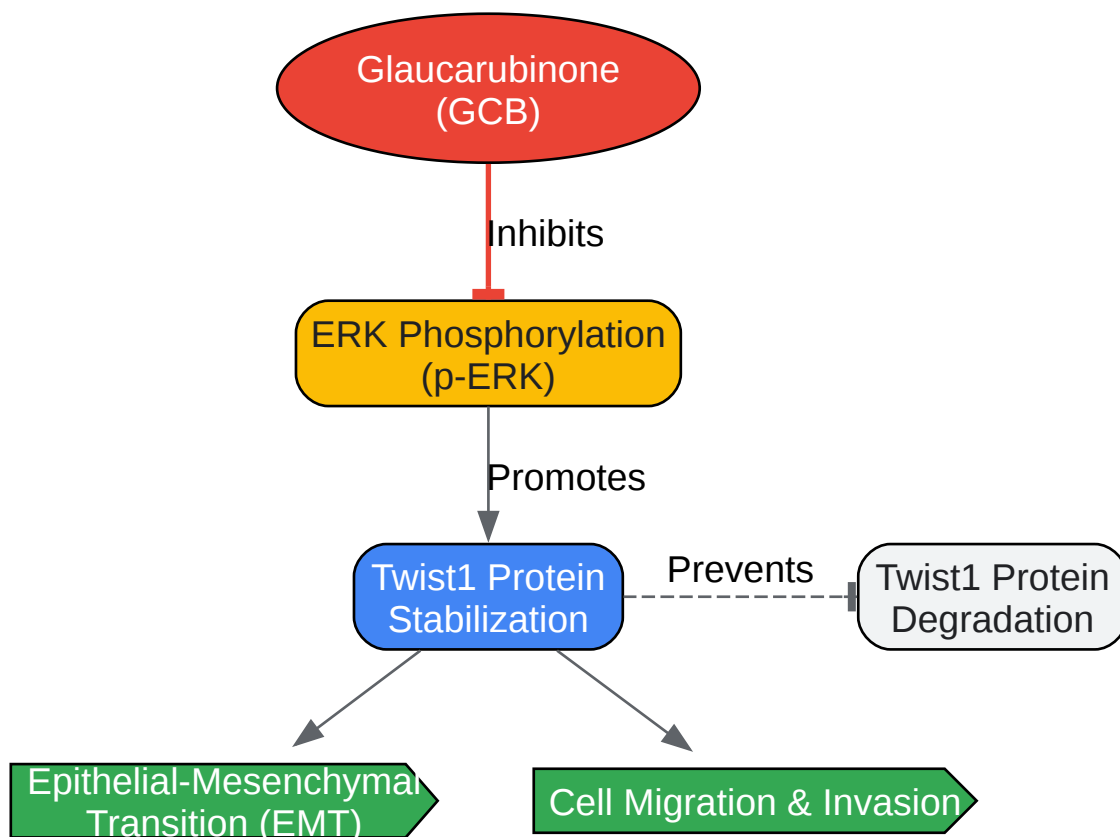 Glaucarubinone
(GCB)
Inhibits
ERK Phosphorylation
(p-ERK)
Promotes
Twist1 Protein
Stabilization
Prevents
Twist1 Protein
Degradation
Epithelial-Mesenchymal
Transition (EMT)
Cell Migration & Invasion